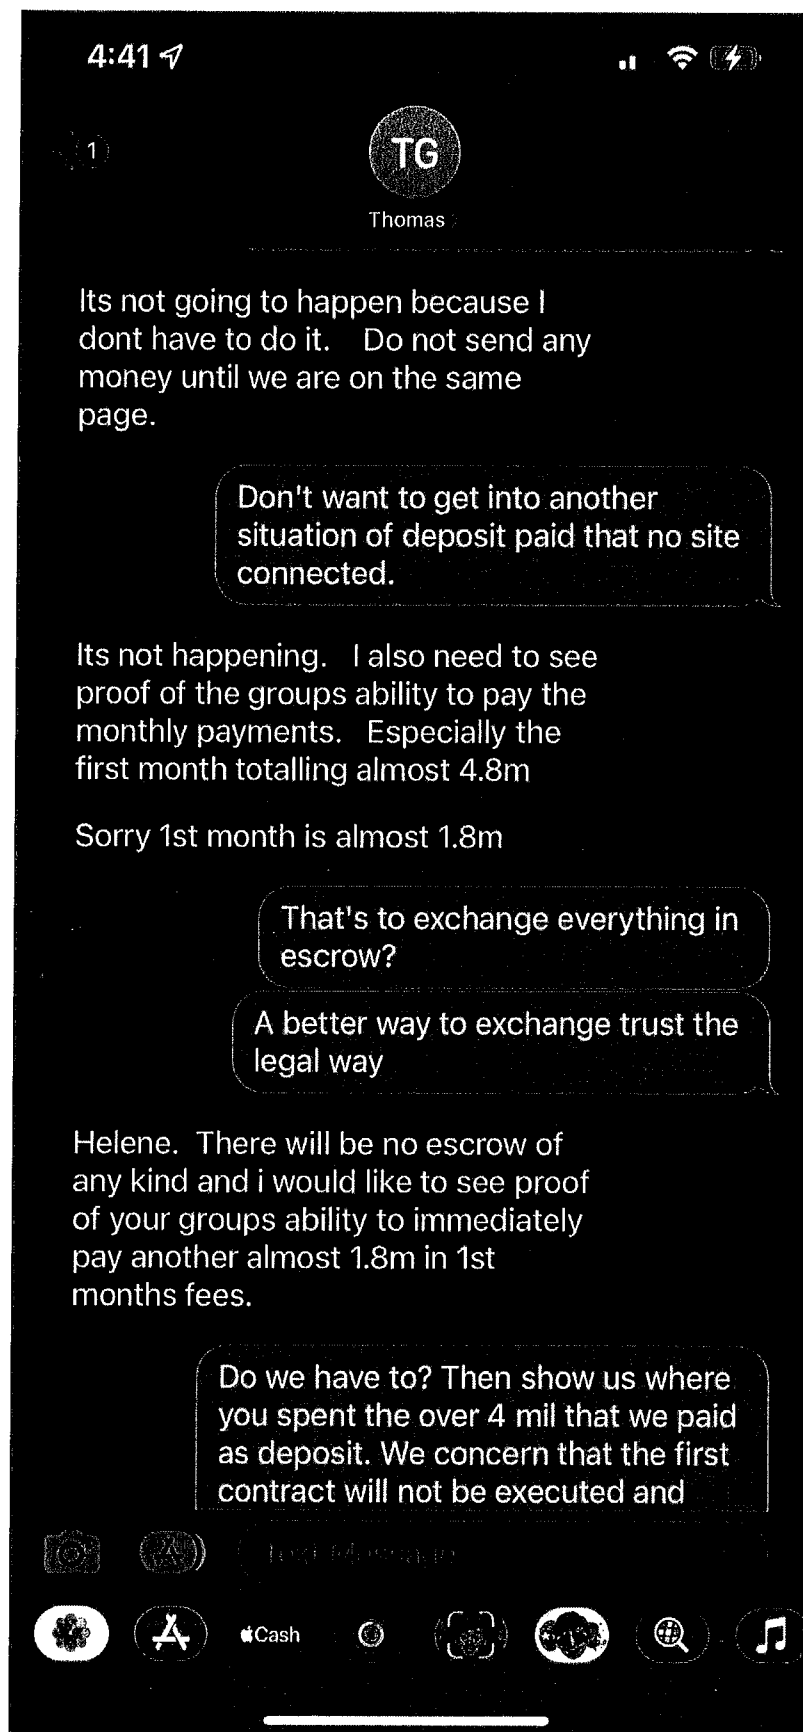 4:41
1
TG
Thomas
Its not going to happen because I
dont have to do it. Do not send any
money until we are on the same
page.
Don't want to get into another
situation of deposit paid that no site
connected.
Its not happening. I also need to see
proof of the groups ability to pay the
monthly payments. Especially the
first month totalling almost 4.8m
Sorry 1st month is almost 1.8m
That's to exchange everything in
escrow?
A better way to exchange trust the
legal way
Helene. There will be no escrow of
any kind and i would like to see proof
of your groups ability to immediately
pay another almost 1.8m in 1st
months fees.
Do we have to? Then show us where
you spent the over 4 mil that we paid
as deposit. We concern that the first
contract will not be executed and
Text Message
Cash